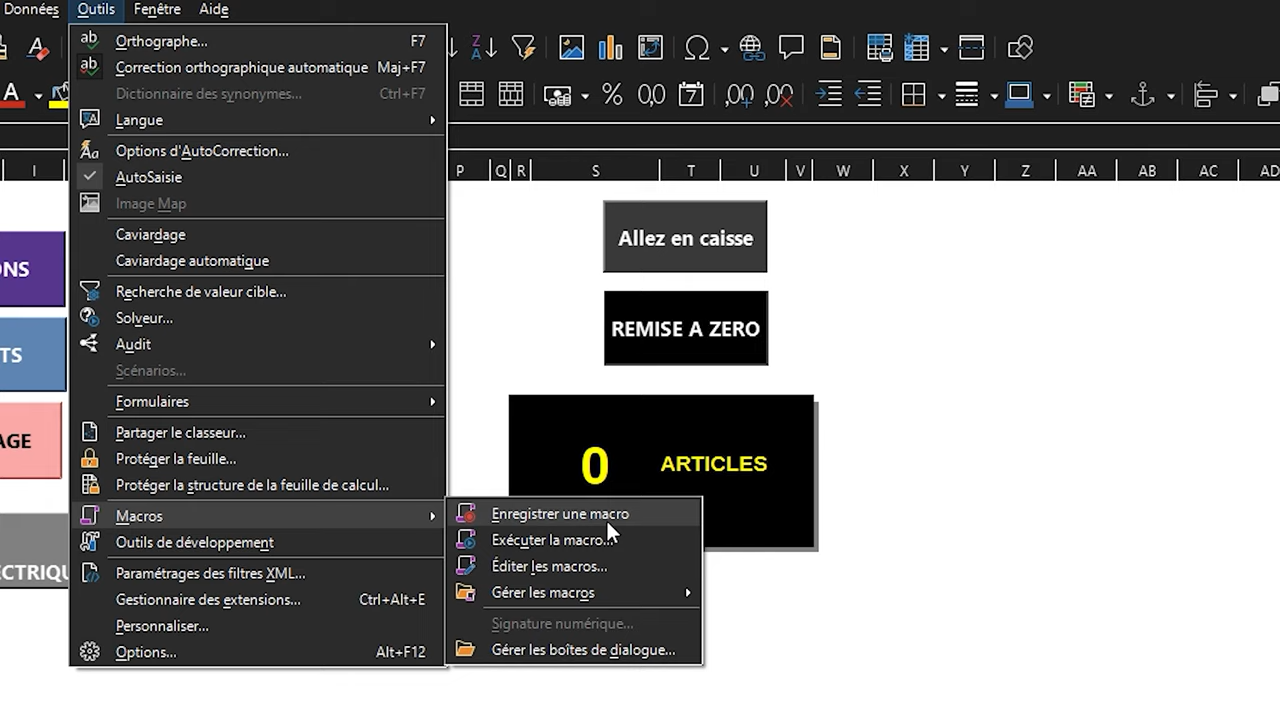 Données Outils Fenêtre Aide
Orthographe... F7
Correction orthographique automatique Maj+F7
Dictionnaire des synonymes... Ctrl+F7
Langue
Options d'AutoCorrection...
AutoSaisie
Image Map
Caviardage
Caviardage automatique
Recherche de valeur cible...
Solveur...
Audit
Scénarios...
Formulaires
Partager le classeur...
Protéger la feuille...
Protéger la structure de la feuille de calcul...
Macros
Outils de développement
Paramétrages des filtres XML...
Gestionnaire des extensions... Ctrl+Alt+E
Personnaliser...
Options... Alt+F12
Enregistrer une macro
Exécuter la macro...
Éditer les macros...
Gérer les macros
Signature numérique...
Gérer les boîtes de dialogue...
I P Q R S T U V W X Y Z AA AB AC AD
ONS
TS
AGE
ECTRIQU
Allez en caisse
REMISE A ZERO
0 ARTICLES